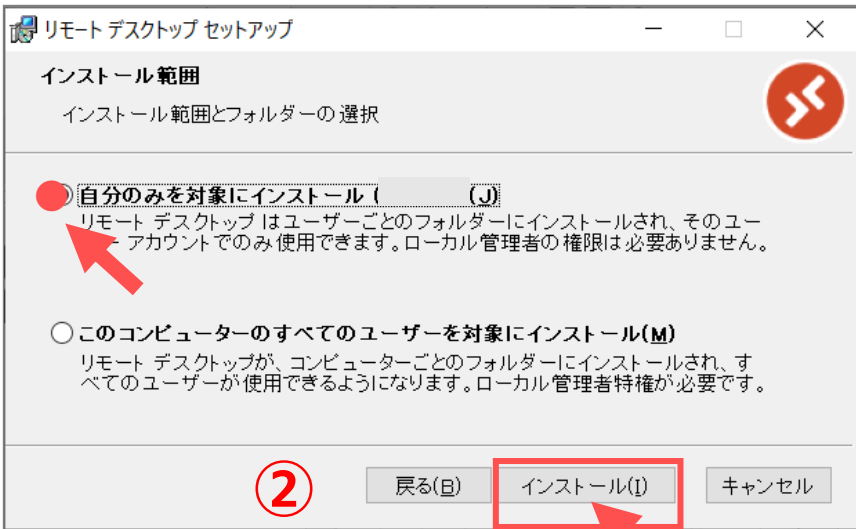 リモート デスクトップ セットアップ
インストール範囲
インストール範囲とフォルダーの選択
自分のみを対象にインストール ( (J)
リモート デスクトップ はユーザーごとのフォルダーにインストールされ、そのユー
アカウントでのみ使用できます。ローカル管理者の権限は必要ありません。
このコンピューターのすべてのユーザーを対象にインストール(M)
リモート デスクトップが、コンピューターごとのフォルダーにインストールされ、す
べてのユーザーが使用できるようになります。ローカル管理者特権が必要です。
② 戻る(B) インストール(I) キャンセル